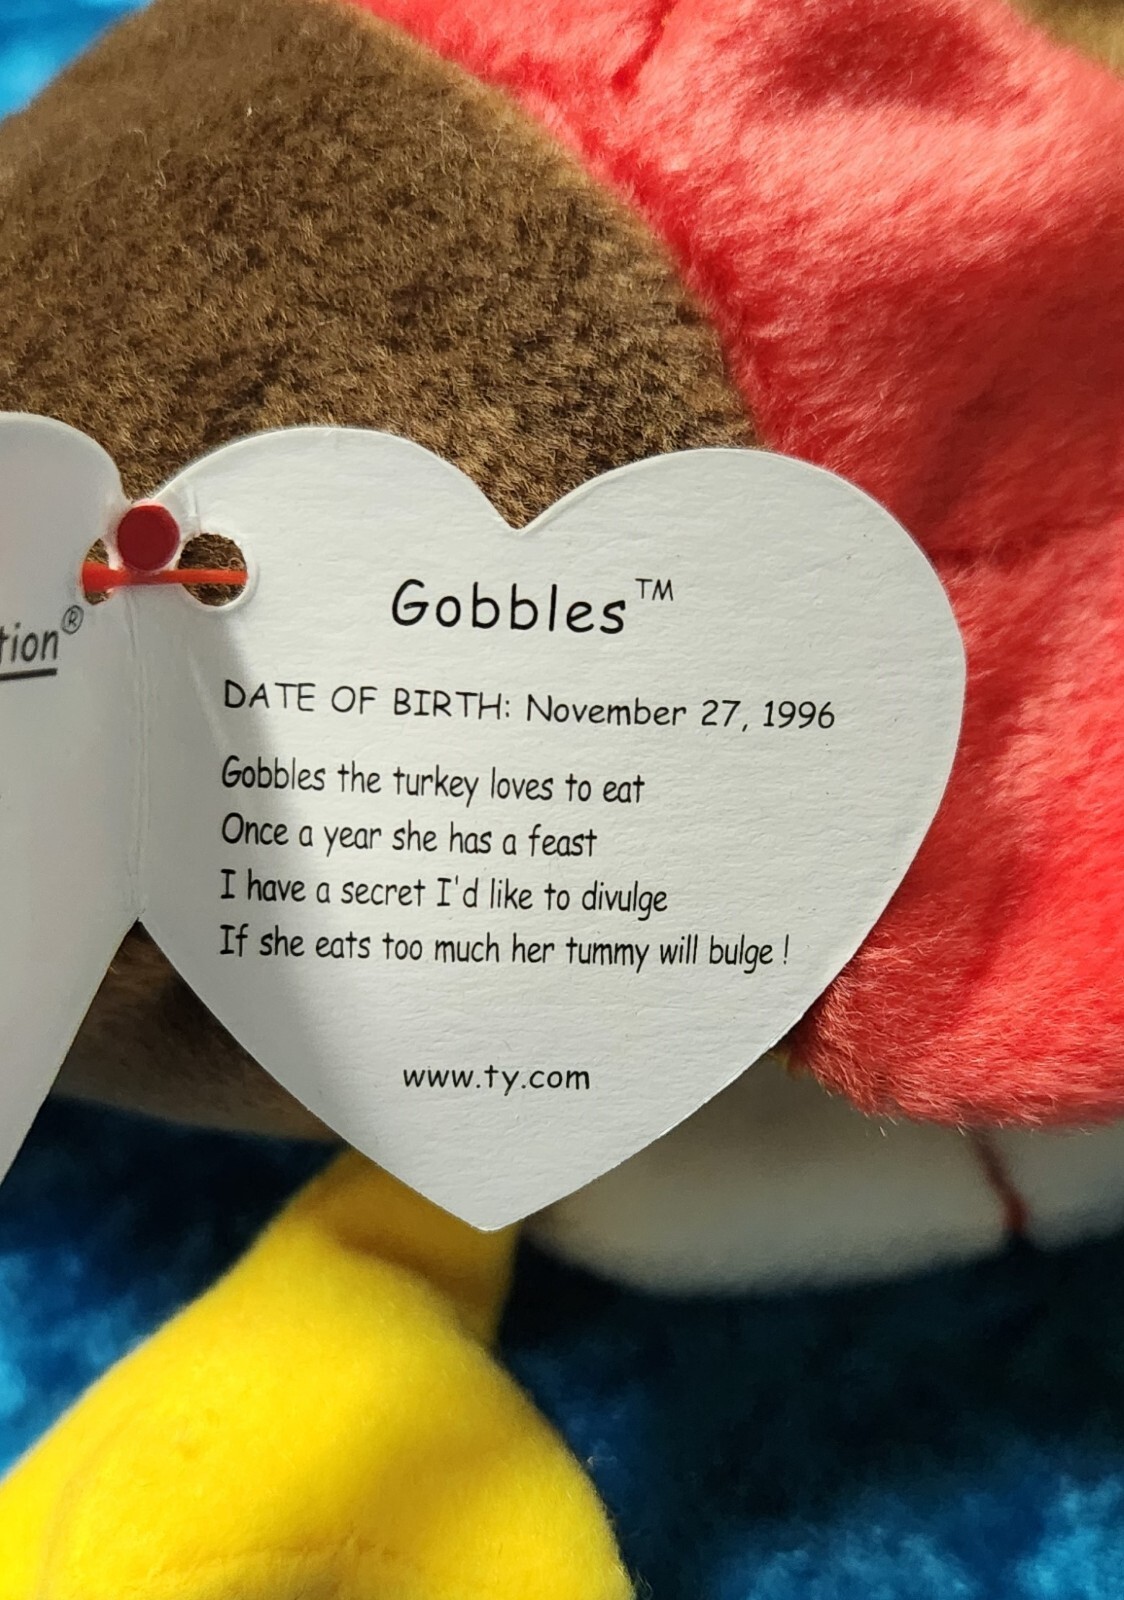 tion®
Gobbles™
DATE OF BIRTH: November 27, 1996
Gobbles the turkey loves to eat
Once a year she has a feast
I have a secret I'd like to divulge
If she eats too much her tummy will bulge !
www.ty.com